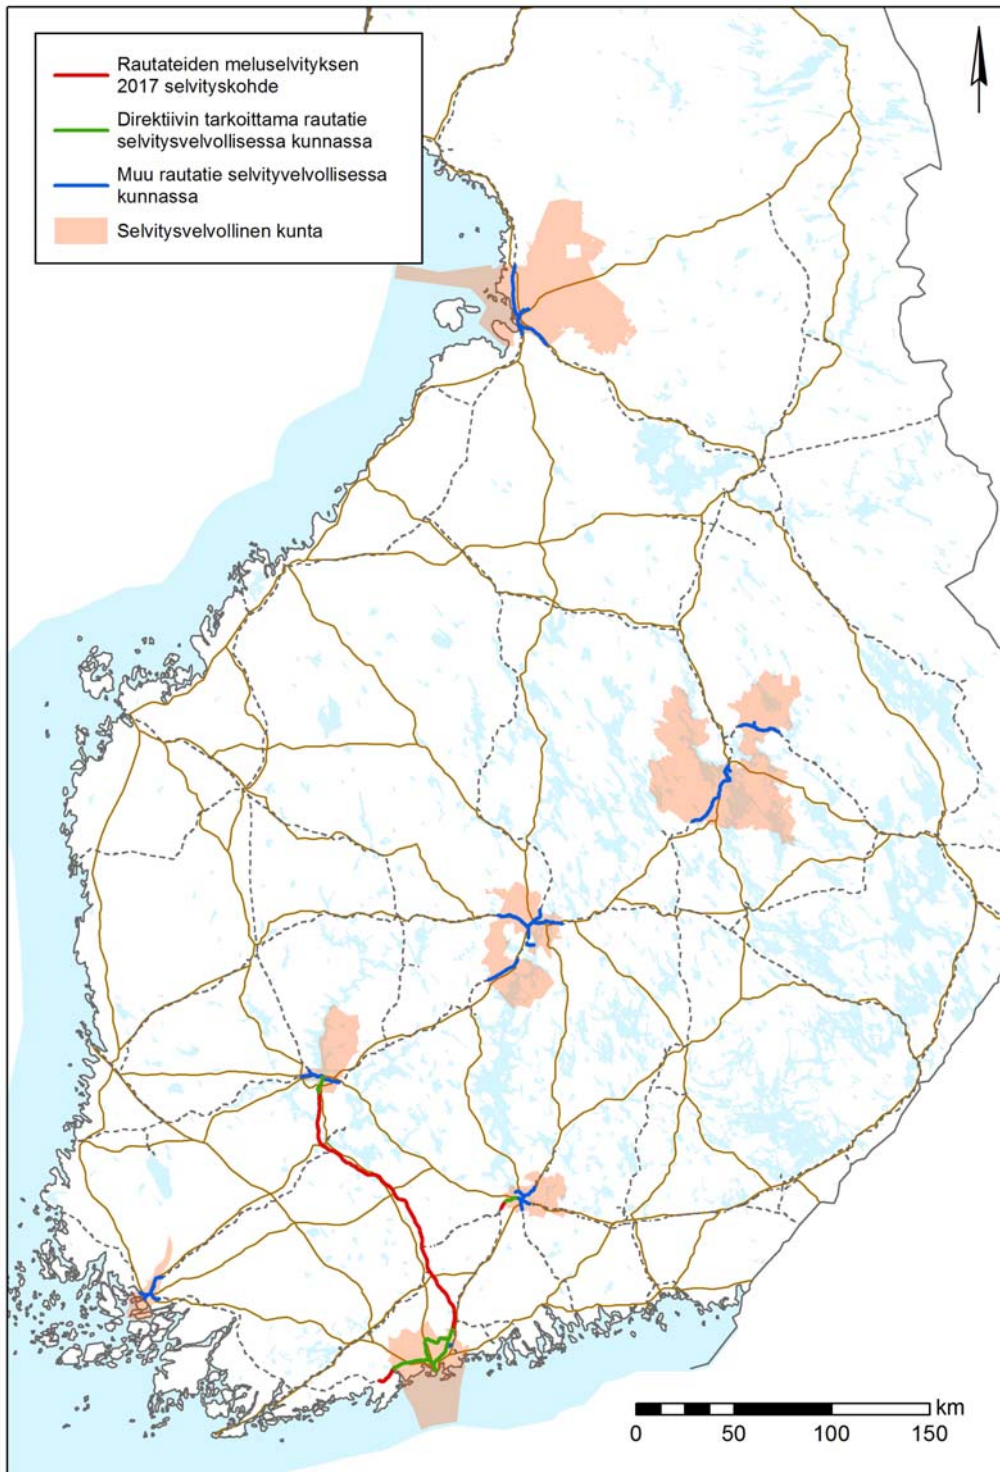 Rautateiden meluselvityksen
2017 selvityskohde
Direktiivin tarkoittama rautatie
selvitysvelvollisessa kunnassa
Muu rautatie selvityvelvollisessa
kunnassa
Selvitysvelvollinen kunta
km
0 50 100 150